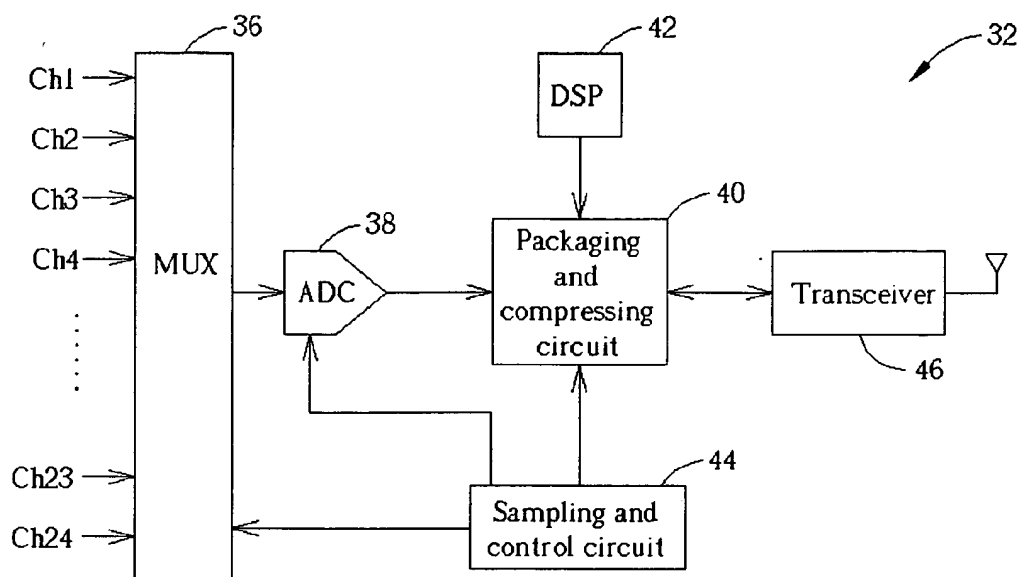 36
42
32
Ch1
Ch2
Ch3
Ch4
MUX
DSP
38
ADC
40
Packaging
and
compressing
circuit
Transceiver
46
Ch23
Ch24
44
Sampling and
control circuit